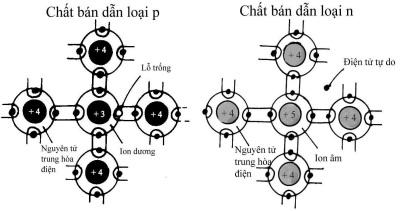 Chất bán dẫn loại p
+4
Lỗ trống
+4
+3
+4
Nguyên tử
trung hòa
điện
Ion dương
+4
Chất bán dẫn loại n
+4
Điện tử tự do
+4
+5
+4
Nguyên tử
trung hòa
điện
Ion âm
+4